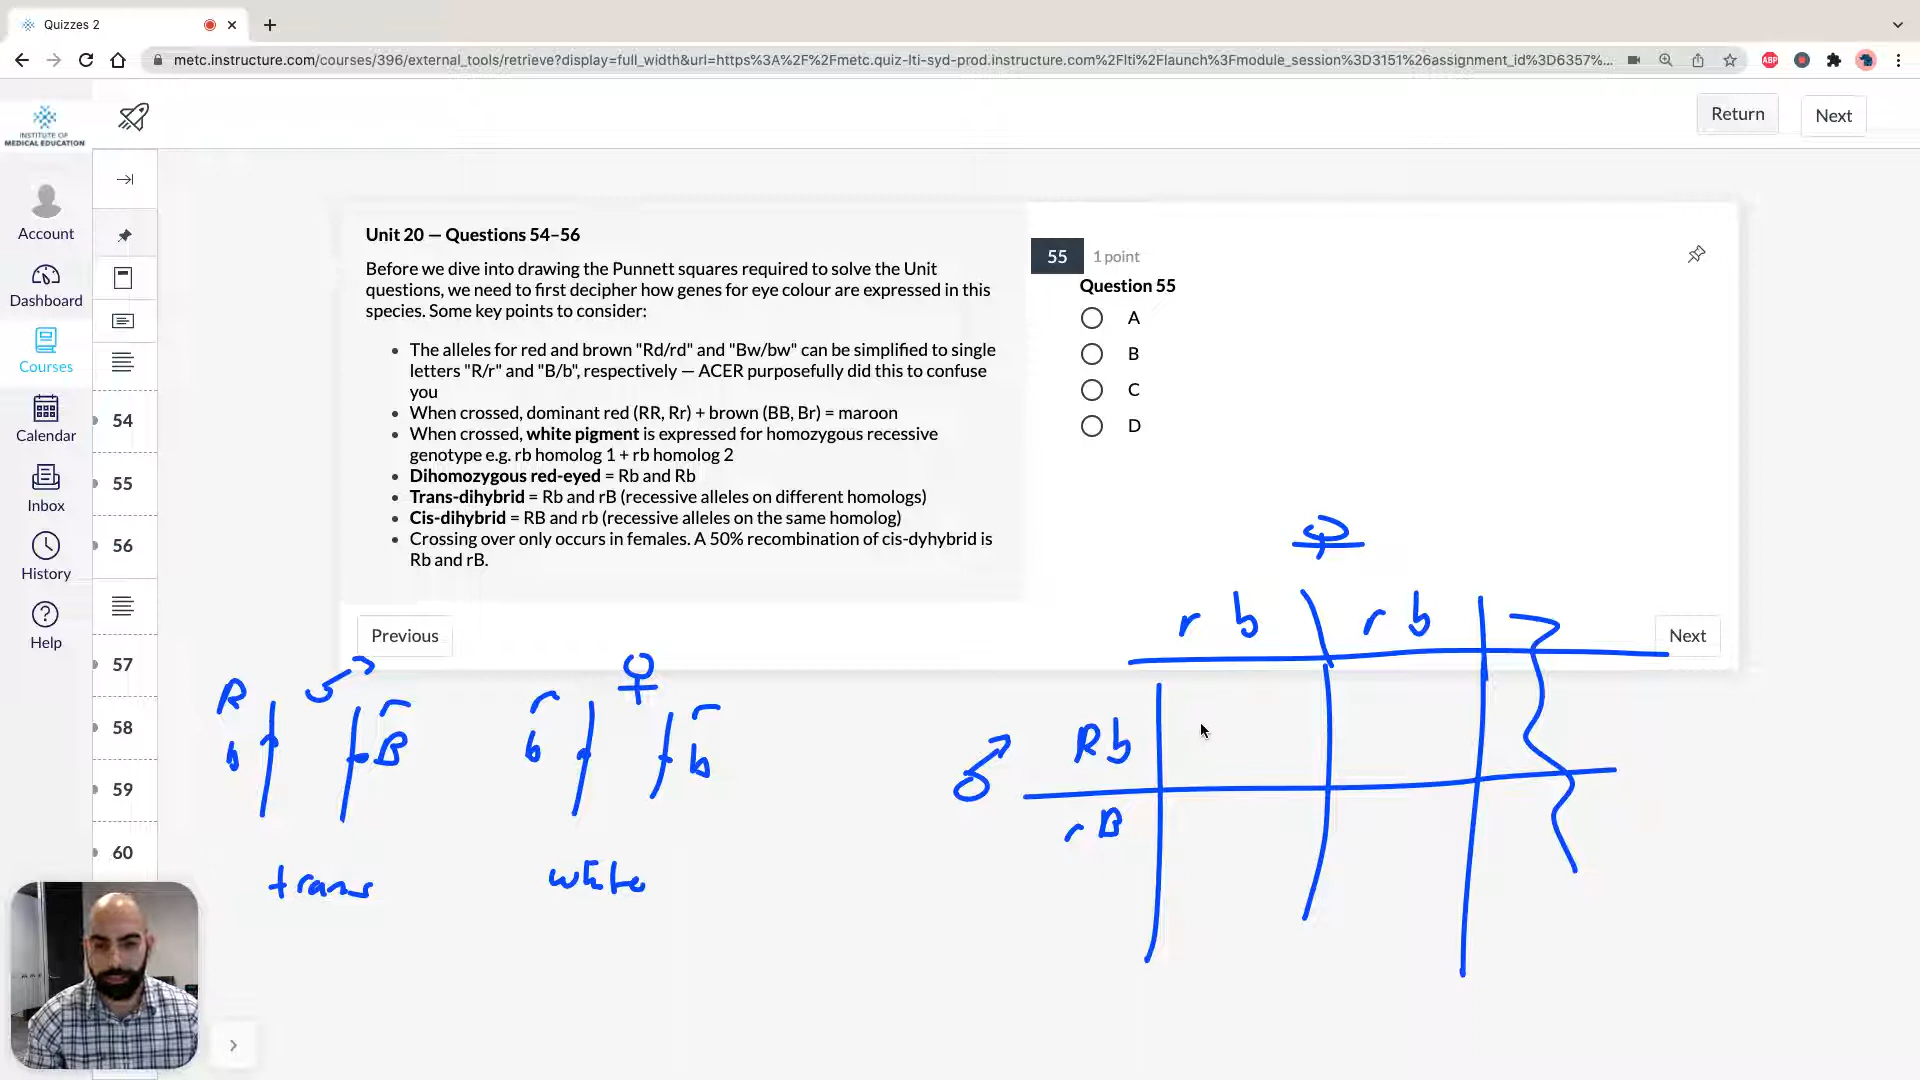 Quizzes 2
metc.instructure.com/courses/396/external_tools/retrieve?display=full_width&url=https%3A%2F%2Fmetc.quiz-lti-syd-prod.instructure.com%2Flti%2Flaunch%3Fmodule_session%3D3151%26assignment_id%3D6357%...
ABP
INSTITUTE OF
MEDICAL EDUCATION
Return
Next
Account
Dashboard
Courses
Calendar
Inbox
History
Help
54
55
56
57
58
59
60
Unit 20 — Questions 54–56
Before we dive into drawing the Punnett squares required to solve the Unit
questions, we need to first decipher how genes for eye colour are expressed in this
species. Some key points to consider:
• The alleles for red and brown "Rd/rd" and "Bw/bw" can be simplified to single
letters "R/r" and "B/b", respectively — ACER purposefully did this to confuse
you
• When crossed, dominant red (RR, Rr) + brown (BB, Br) = maroon
• When crossed, white pigment is expressed for homozygous recessive
genotype e.g. rb homolog 1 + rb homolog 2
• Dihomozygous red-eyed = Rb and Rb
• Trans-dihybrid = Rb and rB (recessive alleles on different homologs)
• Cis-dihybrid = RB and rb (recessive alleles on the same homolog)
• Crossing over only occurs in females. A 50% recombination of cis-dyhybrid is
Rb and rB.
55
1 point
Question 55
A
B
C
D
Previous
Next
♀
r b r b
R ♂ r r ♀ r
b B b b
♂ Rb
rB
trans white